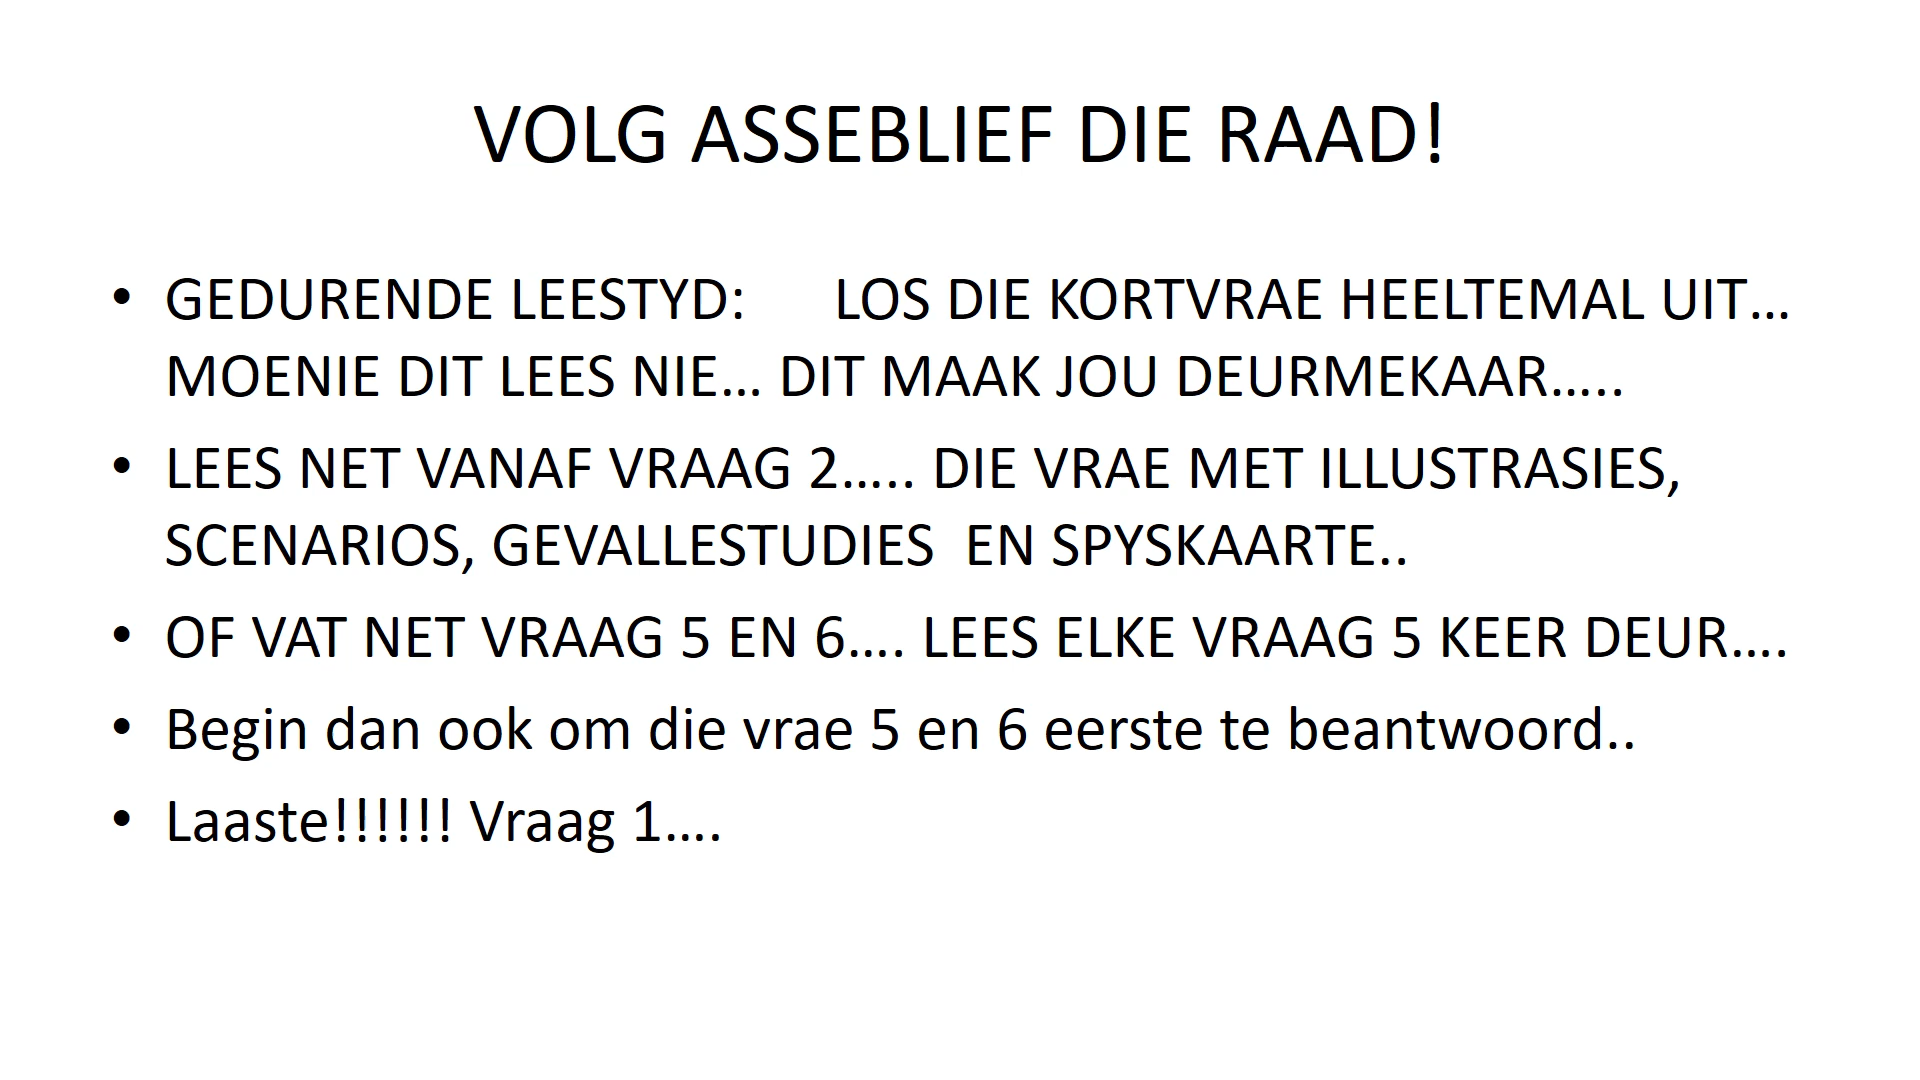 VOLG ASSEBLIEF DIE RAAD!
• GEDURENDE LEESTYD: LOS DIE KORTVRAE HEELTEMAL UIT…
MOENIE DIT LEES NIE… DIT MAAK JOU DEURMEKAAR…..
• LEES NET VANAF VRAAG 2….. DIE VRAE MET ILLUSTRASIES,
SCENARIOS, GEVALLESTUDIES EN SPYSKAARTE..
• OF VAT NET VRAAG 5 EN 6…. LEES ELKE VRAAG 5 KEER DEUR….
• Begin dan ook om die vrae 5 en 6 eerste te beantwoord..
• Laaste!!!!!! Vraag 1….